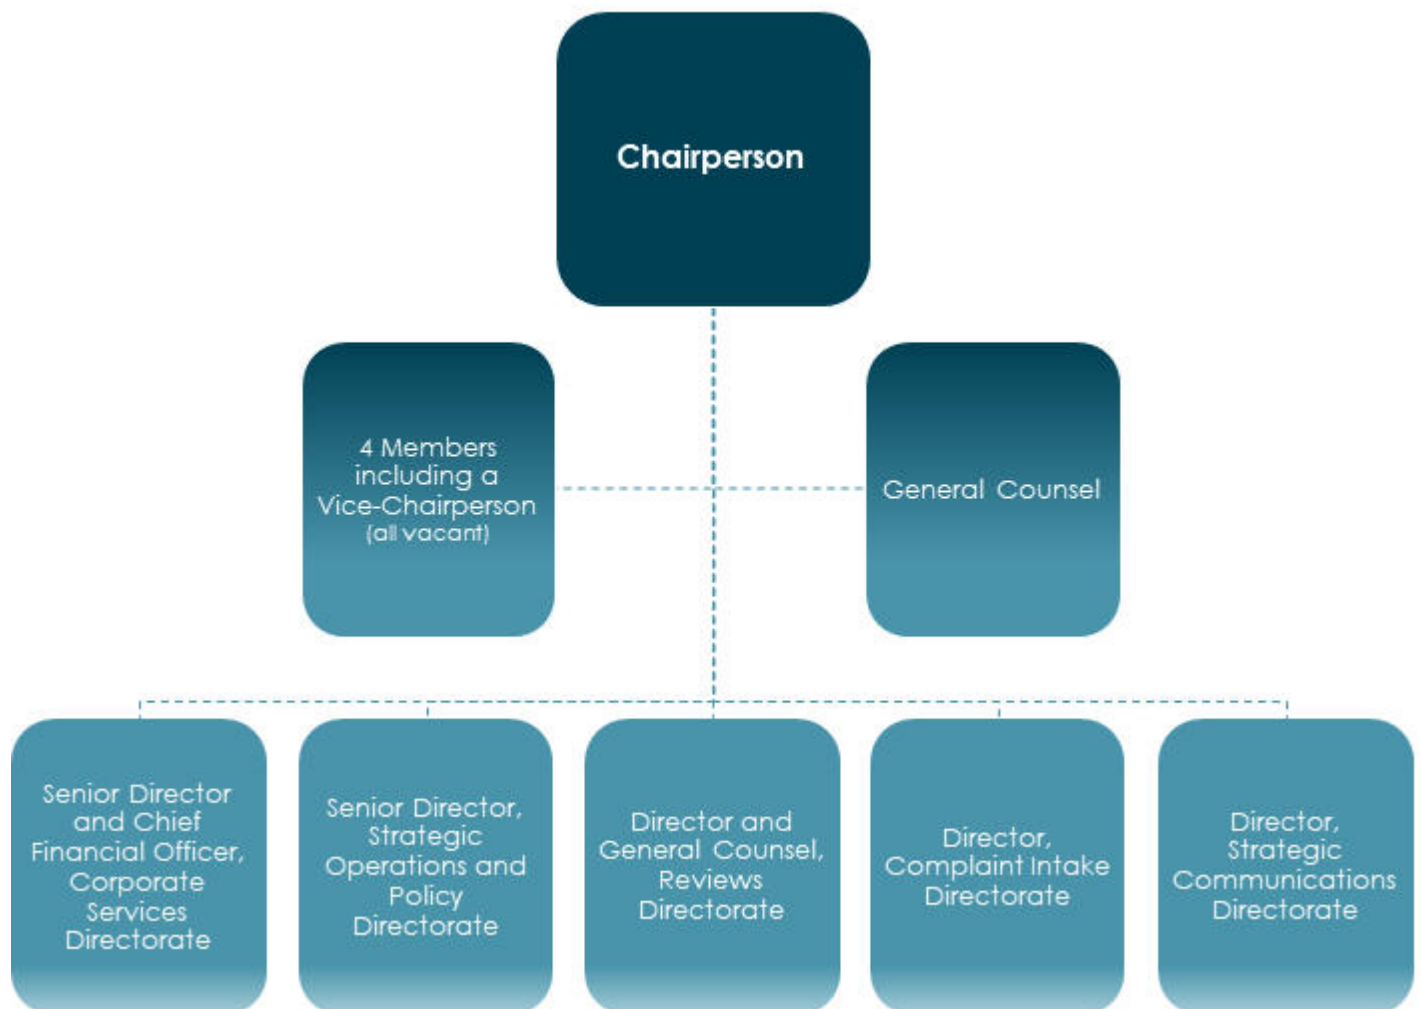 Chairperson
4 Members
including a
Vice-Chairperson
(all vacant)
General Counsel
Senior Director
and Chief
Financial Officer,
Corporate
Services
Directorate
Senior Director,
Strategic
Operations and
Policy
Directorate
Director and
General Counsel,
Reviews
Directorate
Director,
Complaint Intake
Directorate
Director,
Strategic
Communications
Directorate